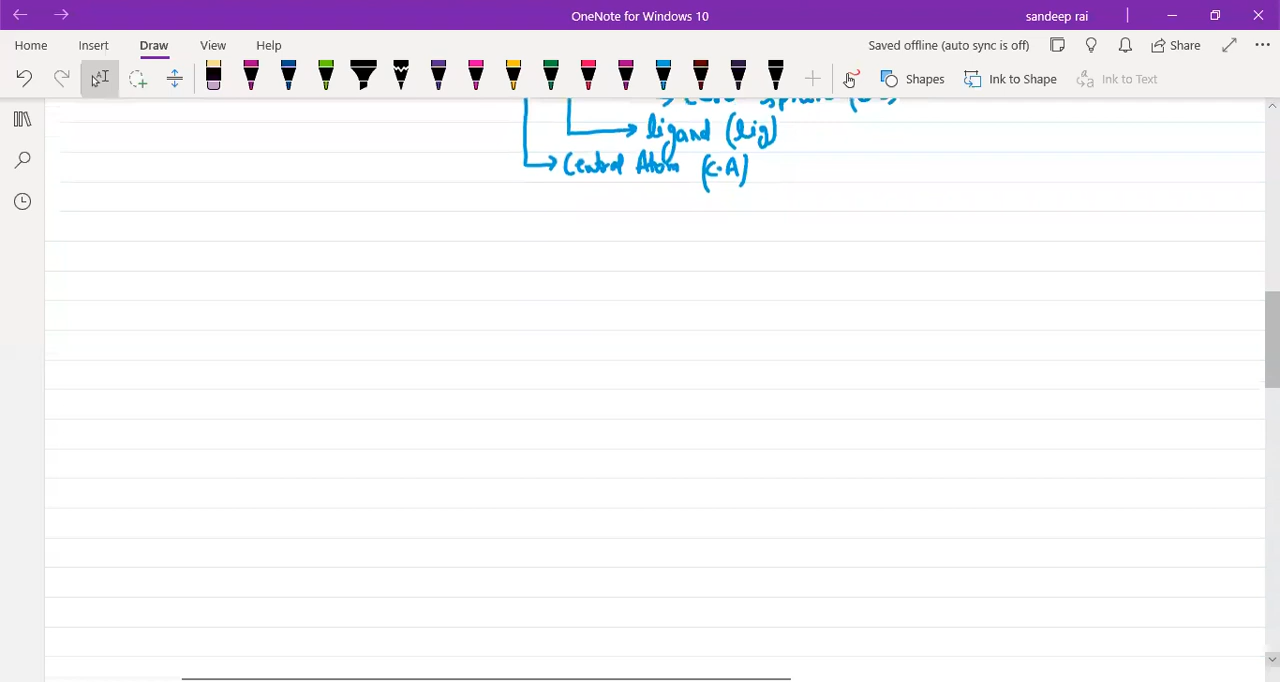 OneNote for Windows 10
sandeep rai
Home Insert Draw View Help
Saved offline (auto sync is off) Share
Shapes Ink to Shape Ink to Text
ligand (lig)
Central Atom (C.A)